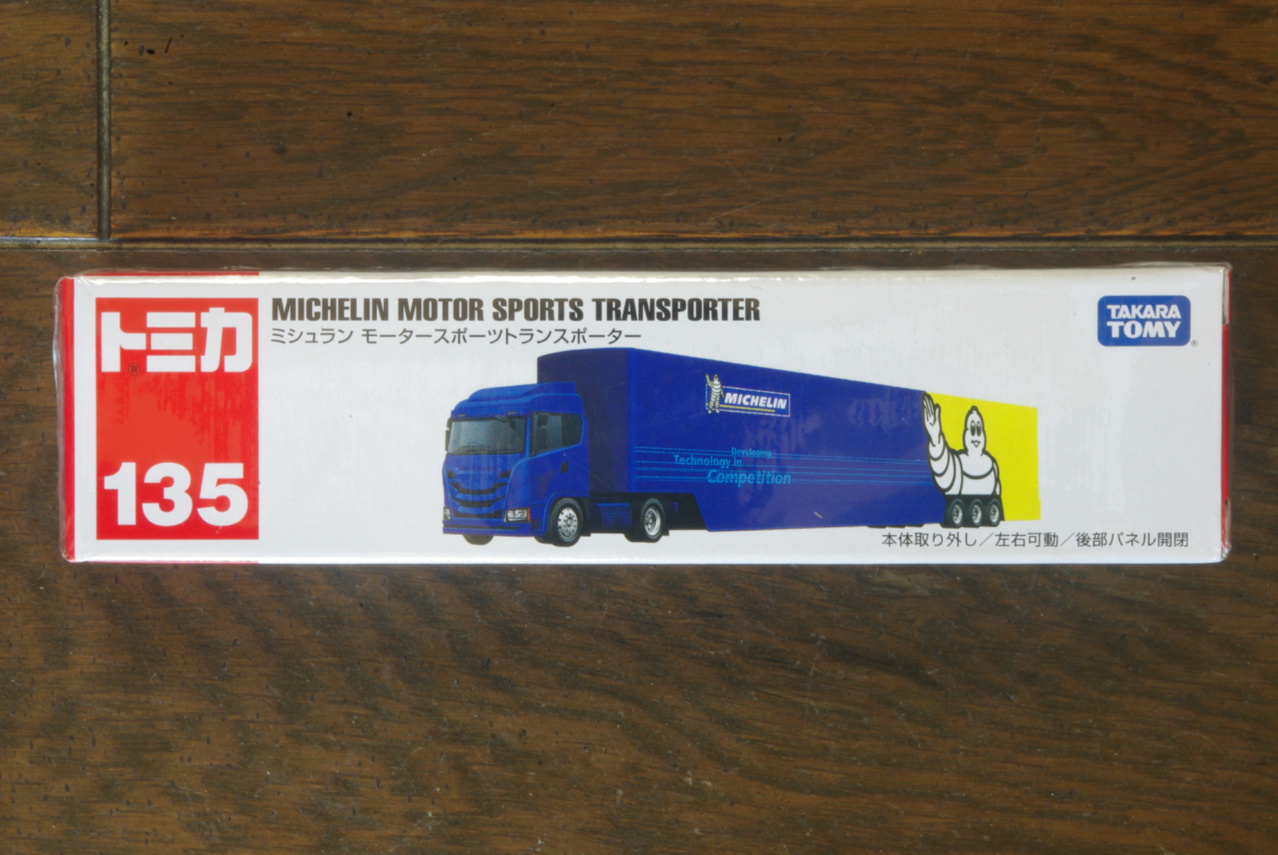 トミカ
135
MICHELIN MOTOR SPORTS TRANSPORTER
ミシュラン モータースポーツトランスポーター
TAKARA
TOMY
MICHELIN
Developing
Technology in
Competition
本体取り外し／左右可動／後部パネル開閉